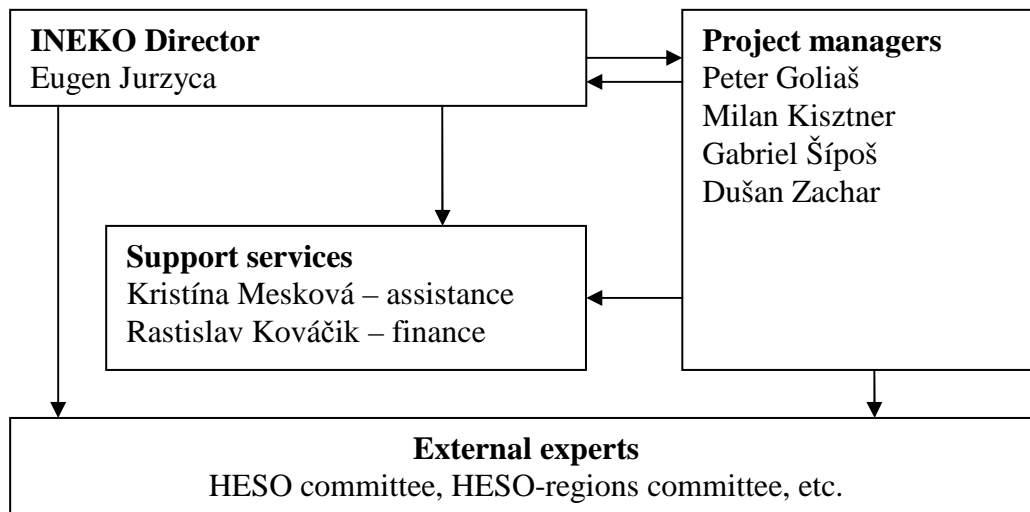 INEKO Director
Eugen Jurzyca
Project managers
Peter Goliaš
Milan Kisztner
Gabriel Šípoš
Dušan Zachar
Support services
Kristína Mesková – assistance
Rastislav Kováčik – finance
External experts
HESO committee, HESO-regions committee, etc.